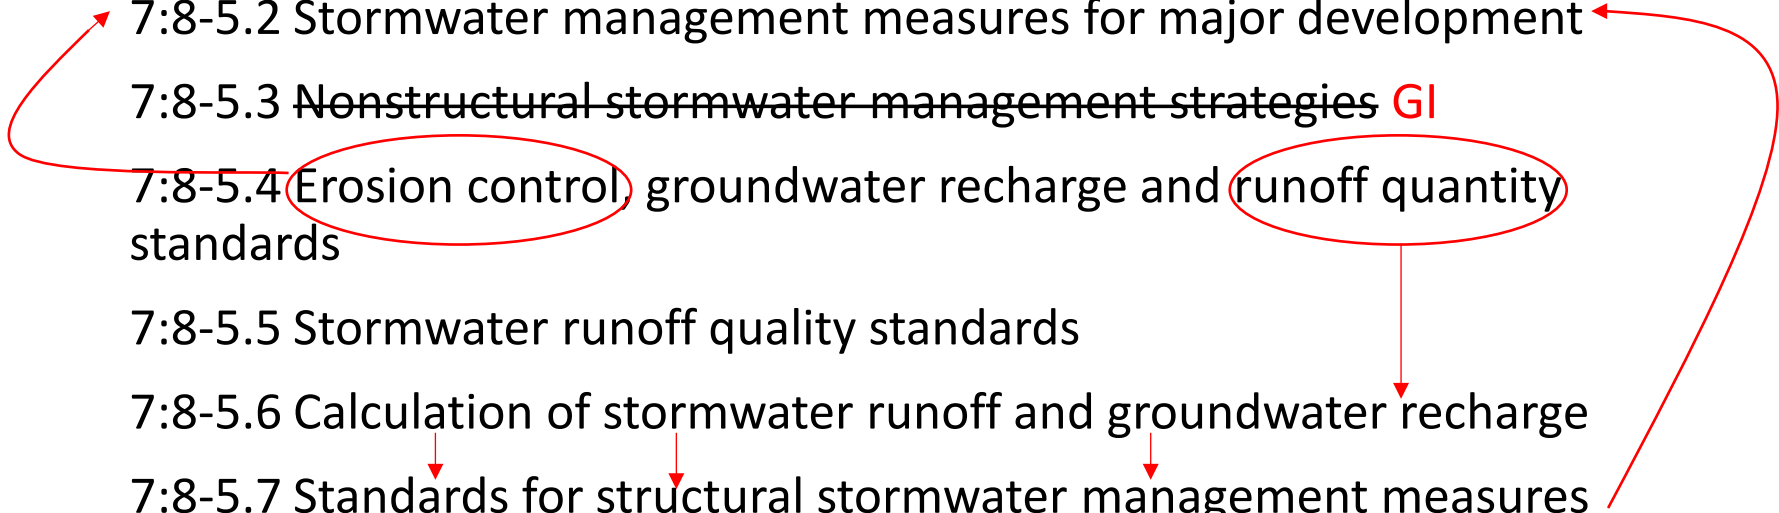 7:8-5.2 Stormwater management measures for major development
7:8-5.3 Nonstructural stormwater management strategies GI
7:8-5.4 Erosion control, groundwater recharge and runoff quantity
standards
7:8-5.5 Stormwater runoff quality standards
7:8-5.6 Calculation of stormwater runoff and groundwater recharge
7:8-5.7 Standards for structural stormwater management measures